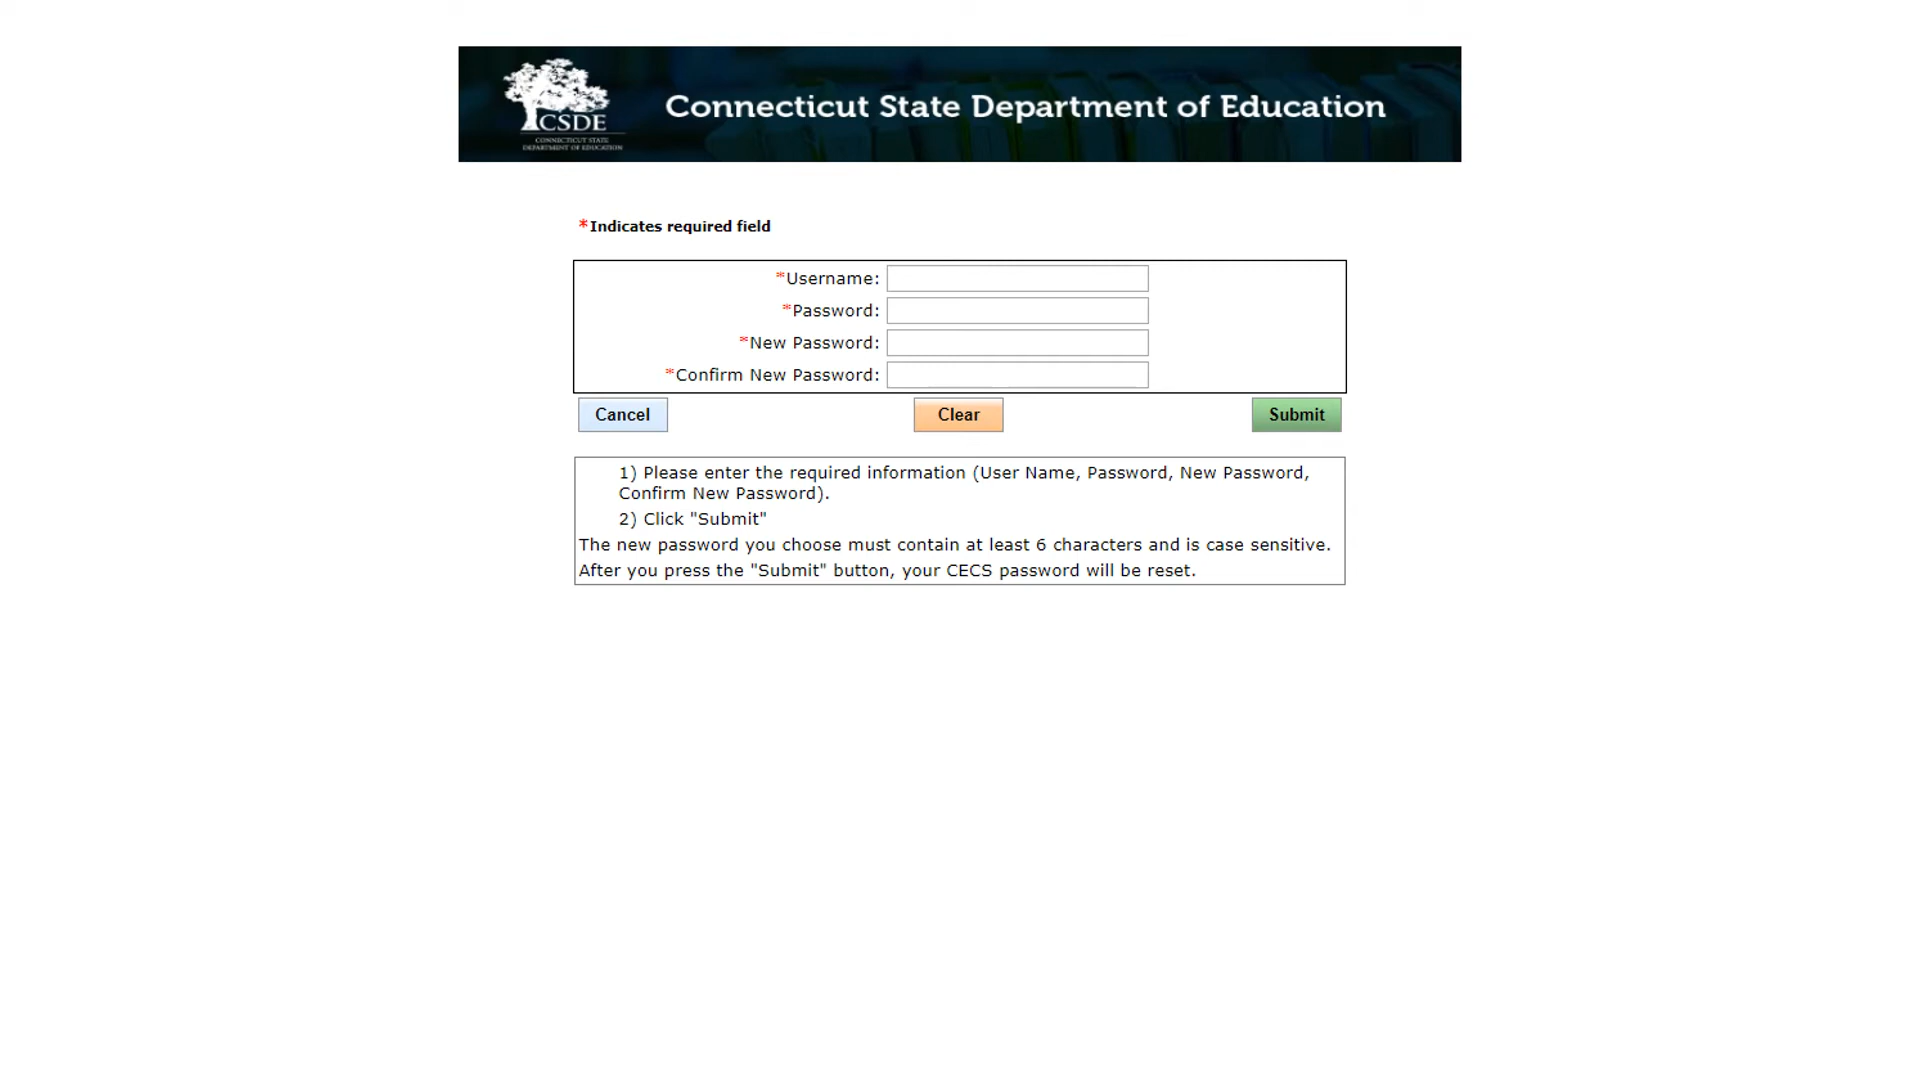 CSDE
CONNECTICUT STATE
DEPARTMENT OF EDUCATION
Connecticut State Department of Education
*Indicates required field
*Username:
*Password:
*New Password:
*Confirm New Password:
Cancel Clear Submit
1) Please enter the required information (User Name, Password, New Password,
Confirm New Password).
2) Click "Submit"
The new password you choose must contain at least 6 characters and is case sensitive.
After you press the "Submit" button, your CECS password will be reset.